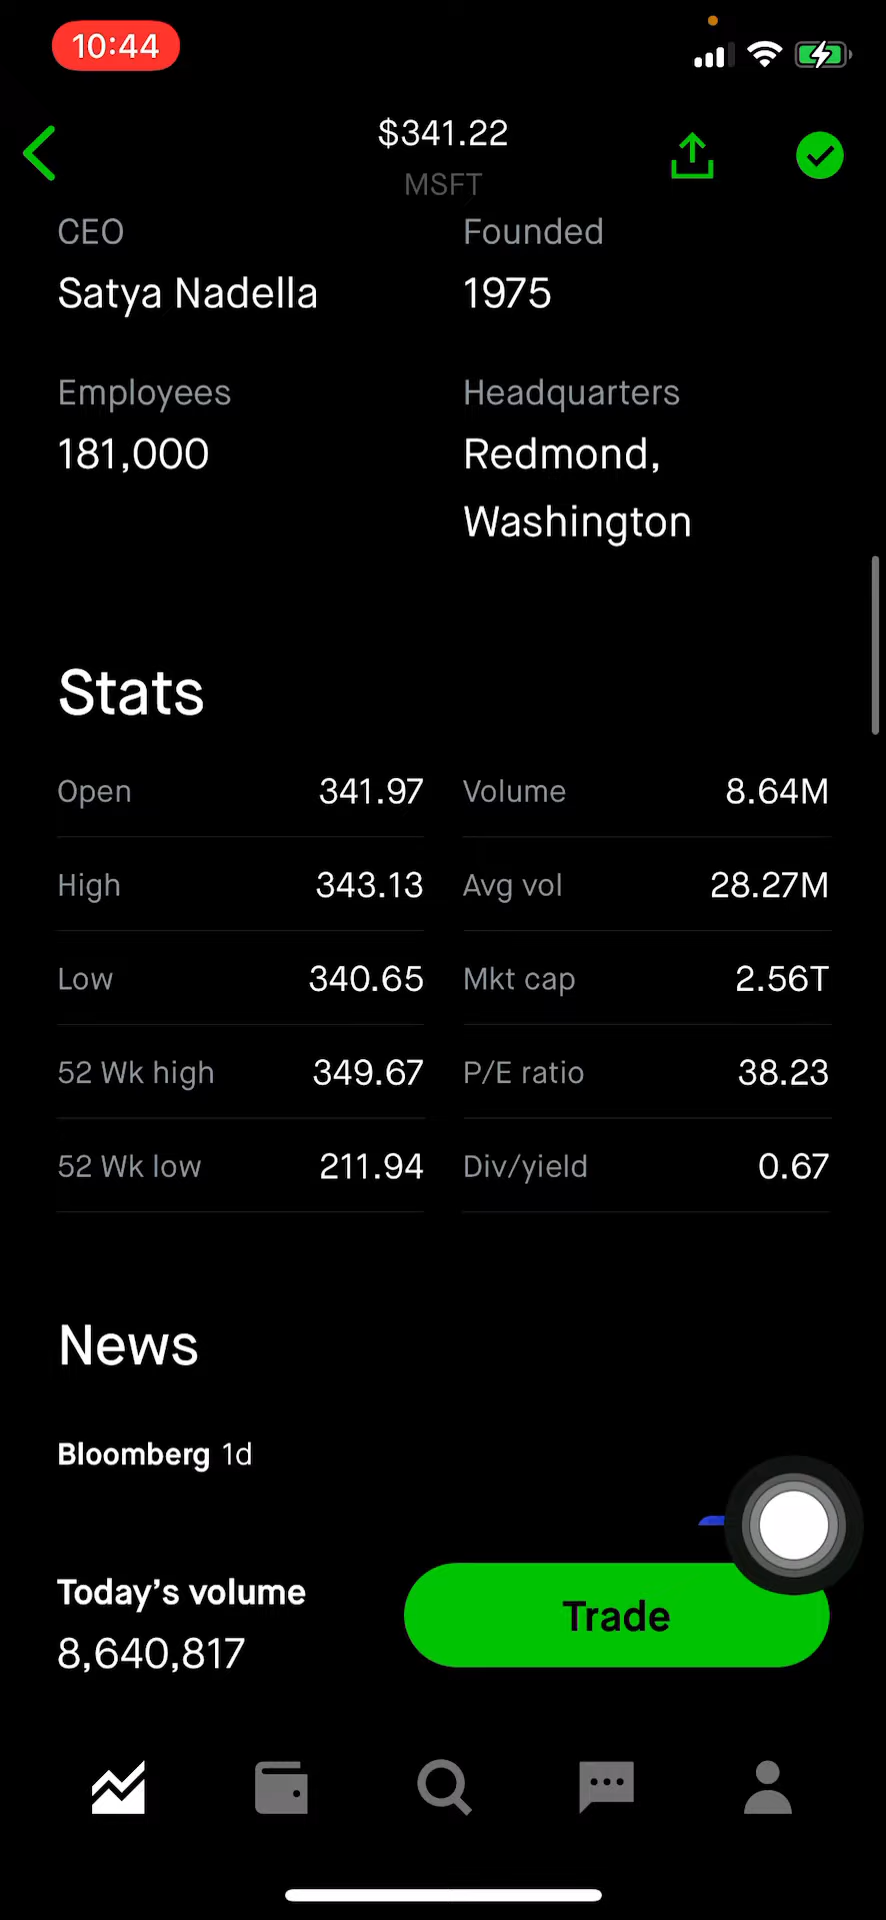 10:44
$341.22
MSFT
CEO
Founded
Satya Nadella
1975
Employees
Headquarters
181,000
Redmond,
Washington
Stats
Open 341.97 Volume 8.64M
High 343.13 Avg vol 28.27M
Low 340.65 Mkt cap 2.56T
52 Wk high 349.67 P/E ratio 38.23
52 Wk low 211.94 Div/yield 0.67
News
Bloomberg 1d
Today's volume
8,640,817
Trade